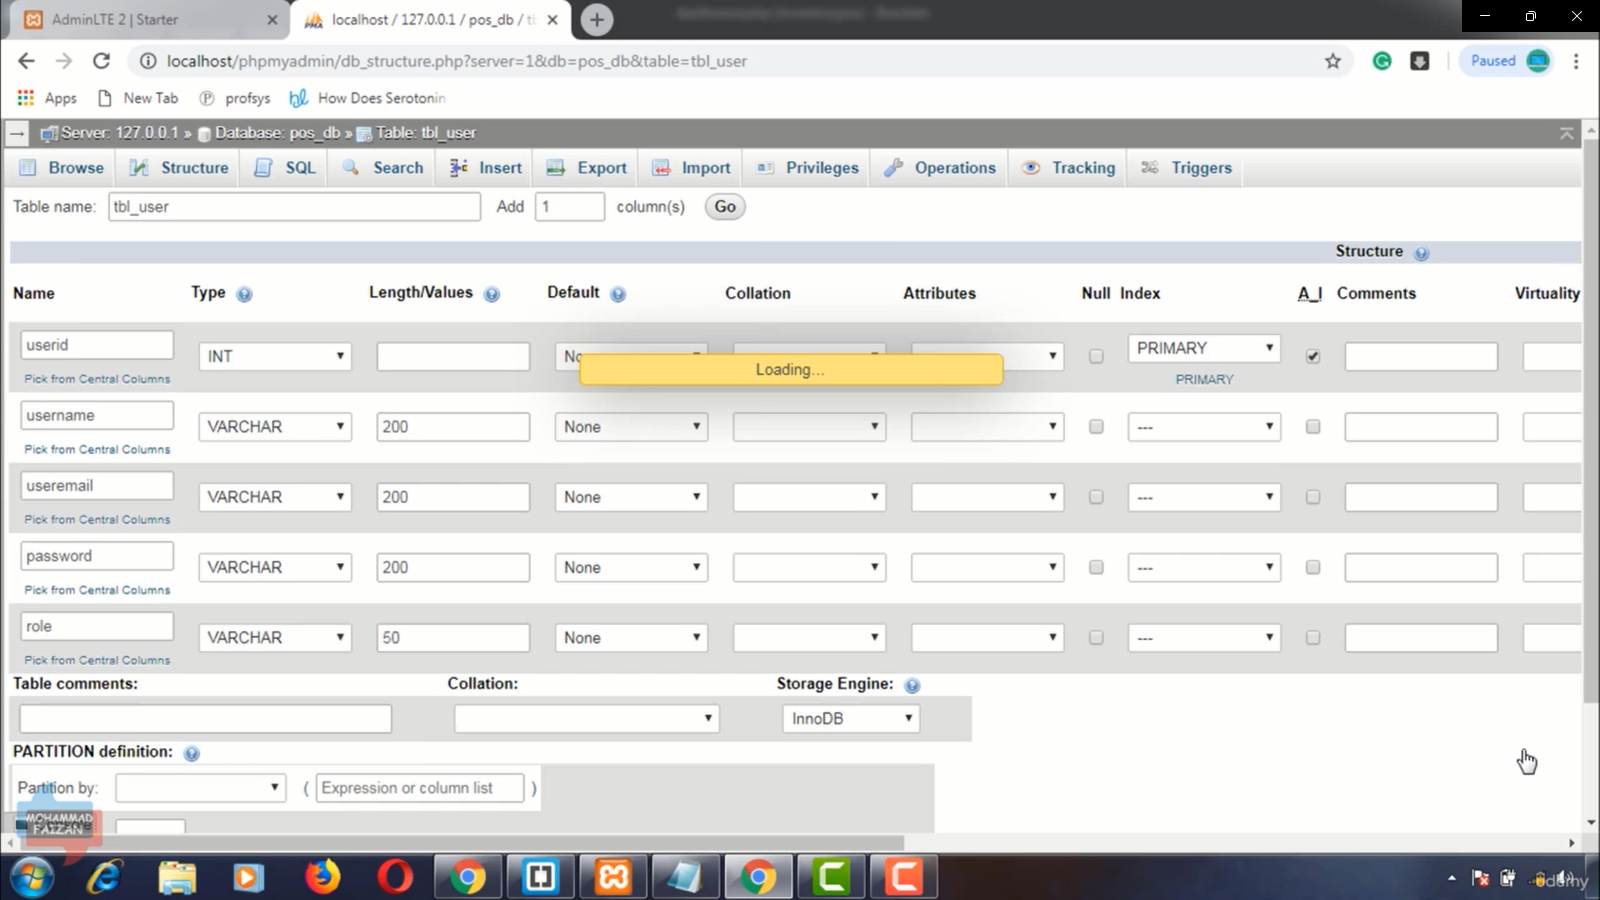 AdminLTE 2 | Starter
localhost / 127.0.0.1 / pos_db / tb
localhost/phpmyadmin/db_structure.php?server=1&db=pos_db&table=tbl_user
Paused
Apps New Tab profsys How Does Serotonin
Server: 127.0.0.1 » Database: pos_db » Table: tbl_user
Browse Structure SQL Search Insert Export Import Privileges Operations Tracking Triggers
Table name: tbl_user Add 1 column(s) Go
Structure
Name Type Length/Values Default Collation Attributes Null Index A_I Comments Virtuality
userid INT PRIMARY
Pick from Central Columns PRIMARY
Loading...
username VARCHAR 200 None ---
Pick from Central Columns
useremail VARCHAR 200 None ---
Pick from Central Columns
password VARCHAR 200 None ---
Pick from Central Columns
role VARCHAR 50 None ---
Pick from Central Columns
Table comments: Collation: Storage Engine:
InnoDB
PARTITION definition:
Partition by: ( Expression or column list )
MOHAMMAD
FAIZAN
udemy